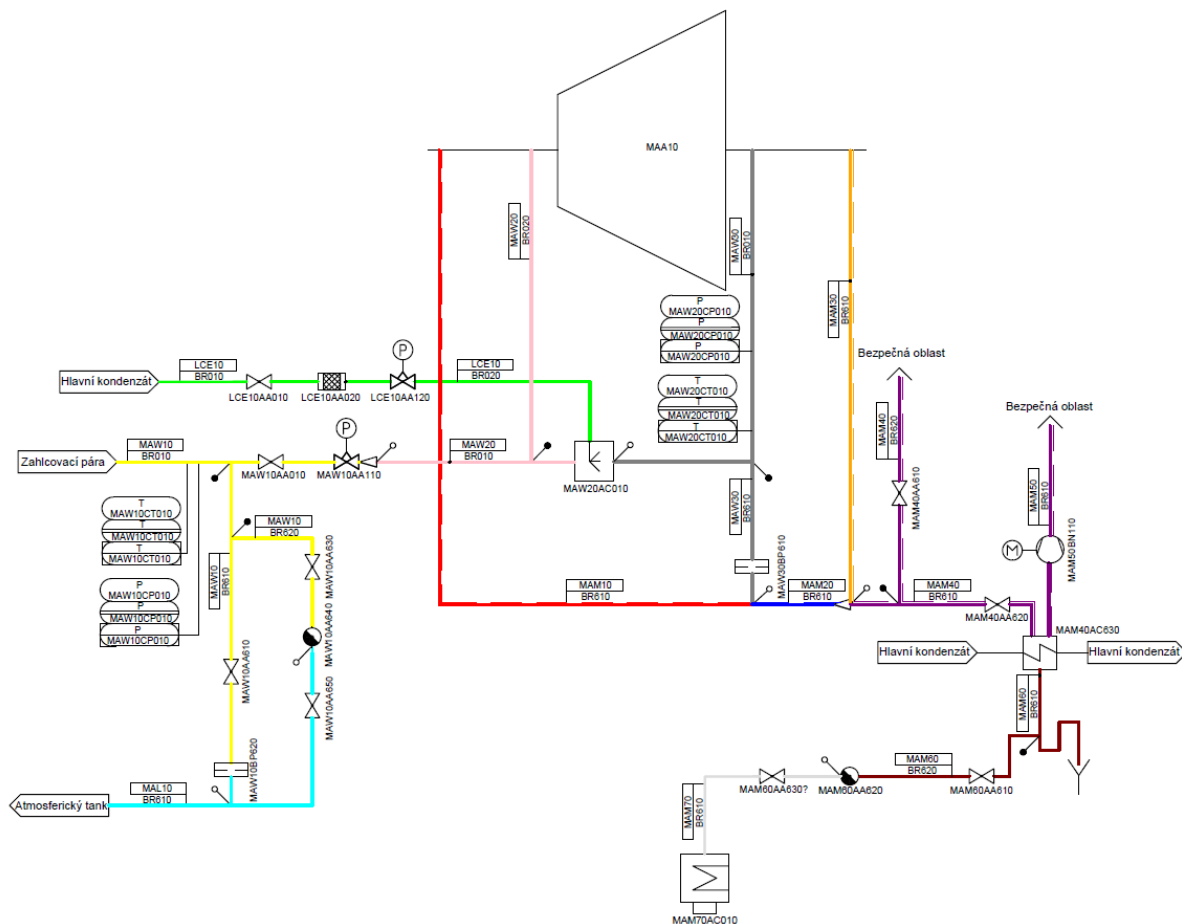 MAA10
MAW20
BR020
MAW30
BR010
MAM30
BR610
P
MAW20CP010
P
MAW20CP010
P
MAW20CP010
T
MAW20CT010
T
MAW20CT010
T
MAW20CT010
Bezpečná oblast
Bezpečná oblast
Hlavní kondenzát
LCE10
BR010
LCE10AA010
LCE10AA020
P
LCE10AA120
LCE10
BR020
MAM40
BR620
MAM40AA610
MAM50
BR610
M
MAM50BN110
Zahlcovací pára
MAW10
BR010
MAW10AA010
P
MAW10AA110
MAW20
BR010
MAW20AC010
T
MAW10CT010
T
MAW10CT010
T
MAW10CT010
P
MAW10CP010
P
MAW10CP010
P
MAW10CP010
MAW10
BR620
MAW10
BR610
MAW10AA630
MAW10AA640
MAW10AA650
MAW10AA610
MAW10BP620
MAW30
BR610
MAW30BP610
MAM10
BR610
MAM20
BR610
MAM40
BR610
MAM40AA620
MAM40AC630
Hlavní kondenzát
Hlavní kondenzát
MAM60
BR610
Atmosferický tank
MAL10
BR610
MAM60AA630?
MAM60AA620
MAM60
BR620
MAM60AA610
MAM70
BR610
MAM70AC010